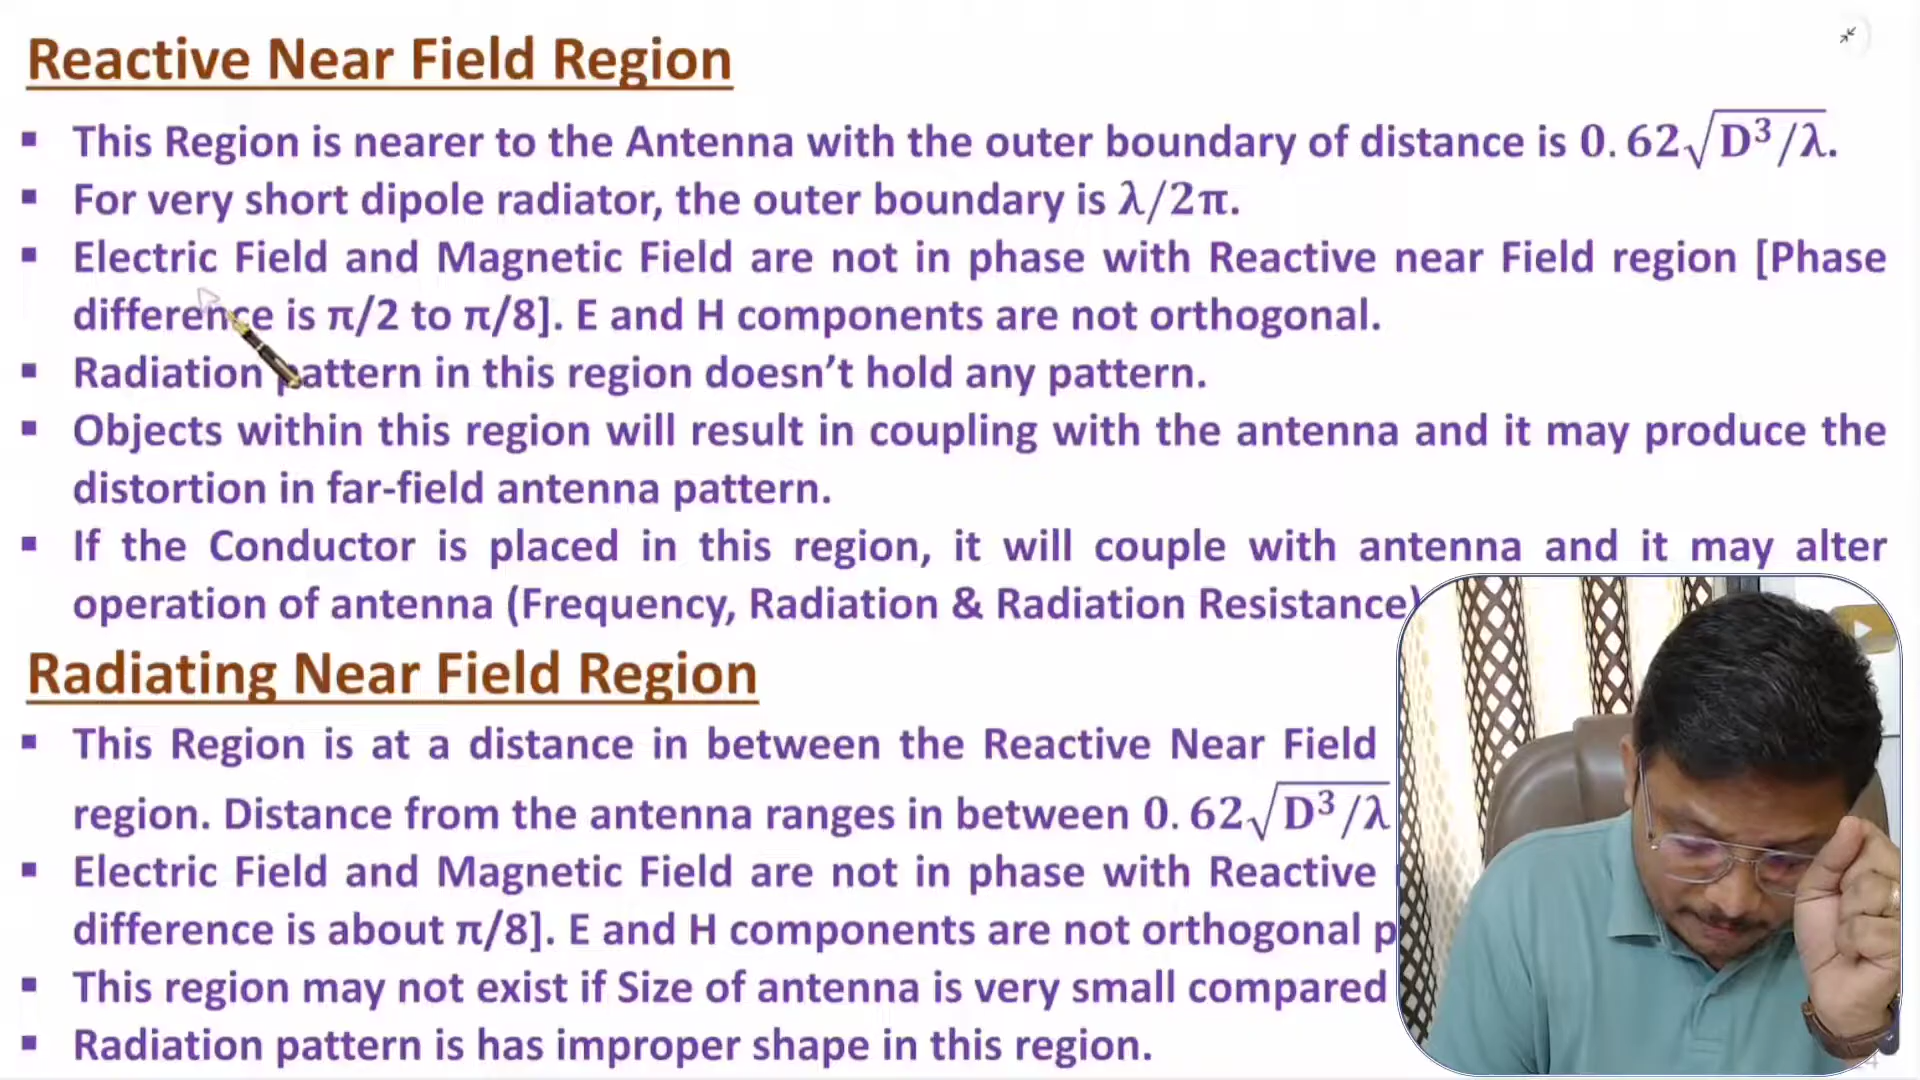 Reactive Near Field Region
▪ This Region is nearer to the Antenna with the outer boundary of distance is 0.62√D³/λ.
▪ For very short dipole radiator, the outer boundary is λ/2π.
▪ Electric Field and Magnetic Field are not in phase with Reactive near Field region [Phase
difference is π/2 to π/8]. E and H components are not orthogonal.
▪ Radiation pattern in this region doesn’t hold any pattern.
▪ Objects within this region will result in coupling with the antenna and it may produce the
distortion in far-field antenna pattern.
▪ If the Conductor is placed in this region, it will couple with antenna and it may alter
operation of antenna (Frequency, Radiation & Radiation Resistance)
Radiating Near Field Region
▪ This Region is at a distance in between the Reactive Near Field
region. Distance from the antenna ranges in between 0.62√D³/λ
▪ Electric Field and Magnetic Field are not in phase with Reactive
difference is about π/8]. E and H components are not orthogonal p
▪ This region may not exist if Size of antenna is very small compared
▪ Radiation pattern is has improper shape in this region.